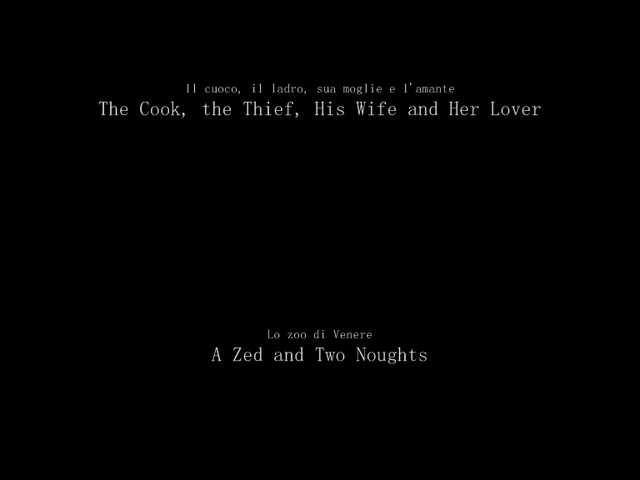 Il cuoco, il ladro, sua moglie e l'amante
The Cook, the Thief, His Wife and Her Lover
Lo zoo di Venere
A Zed and Two Noughts